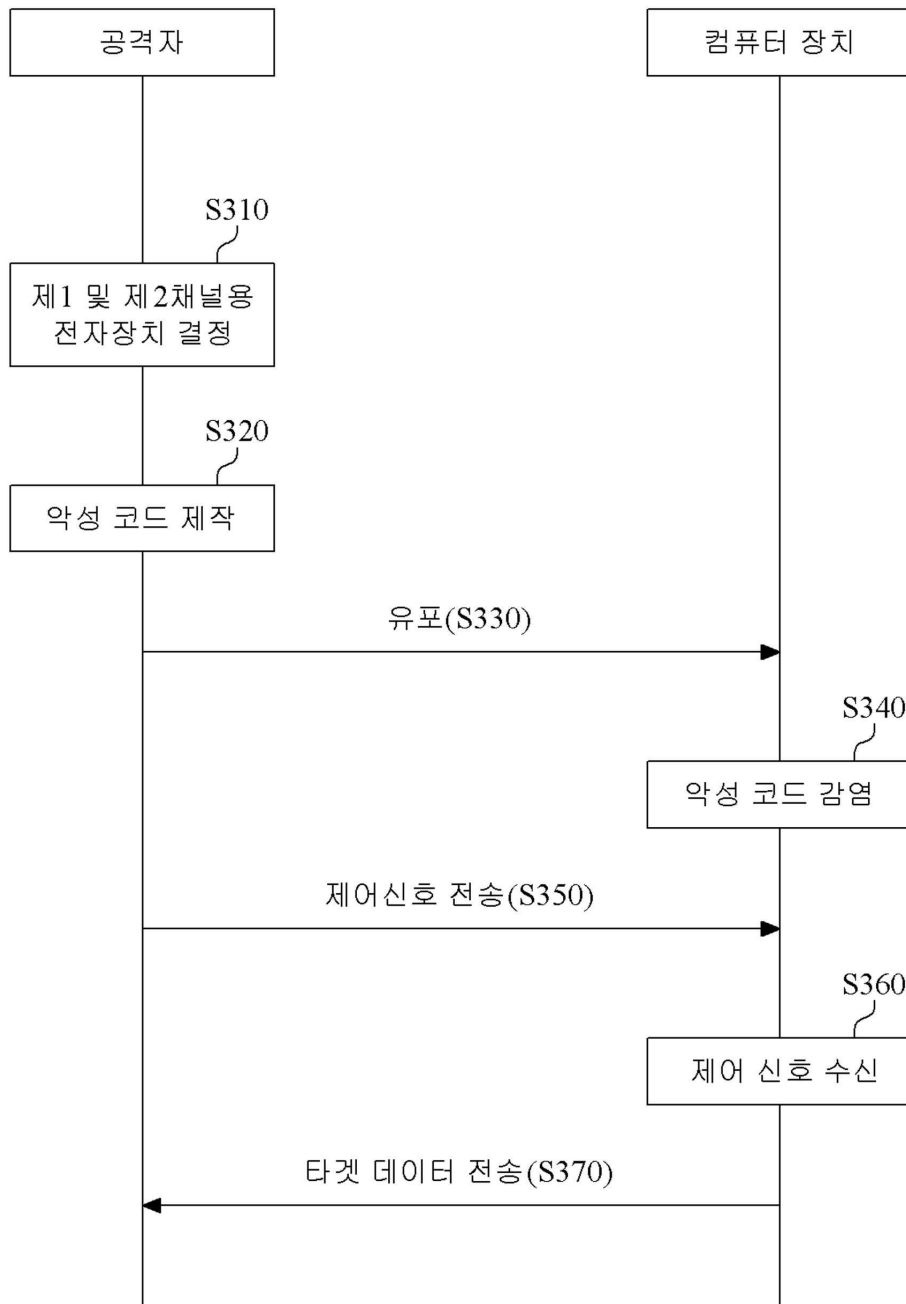 공격자
컴퓨터 장치
S310
제1 및 제2채널용
전자장치 결정
S320
악성 코드 제작
유포(S330)
S340
악성 코드 감염
제어신호 전송(S350)
S360
제어 신호 수신
타겟 데이터 전송(S370)